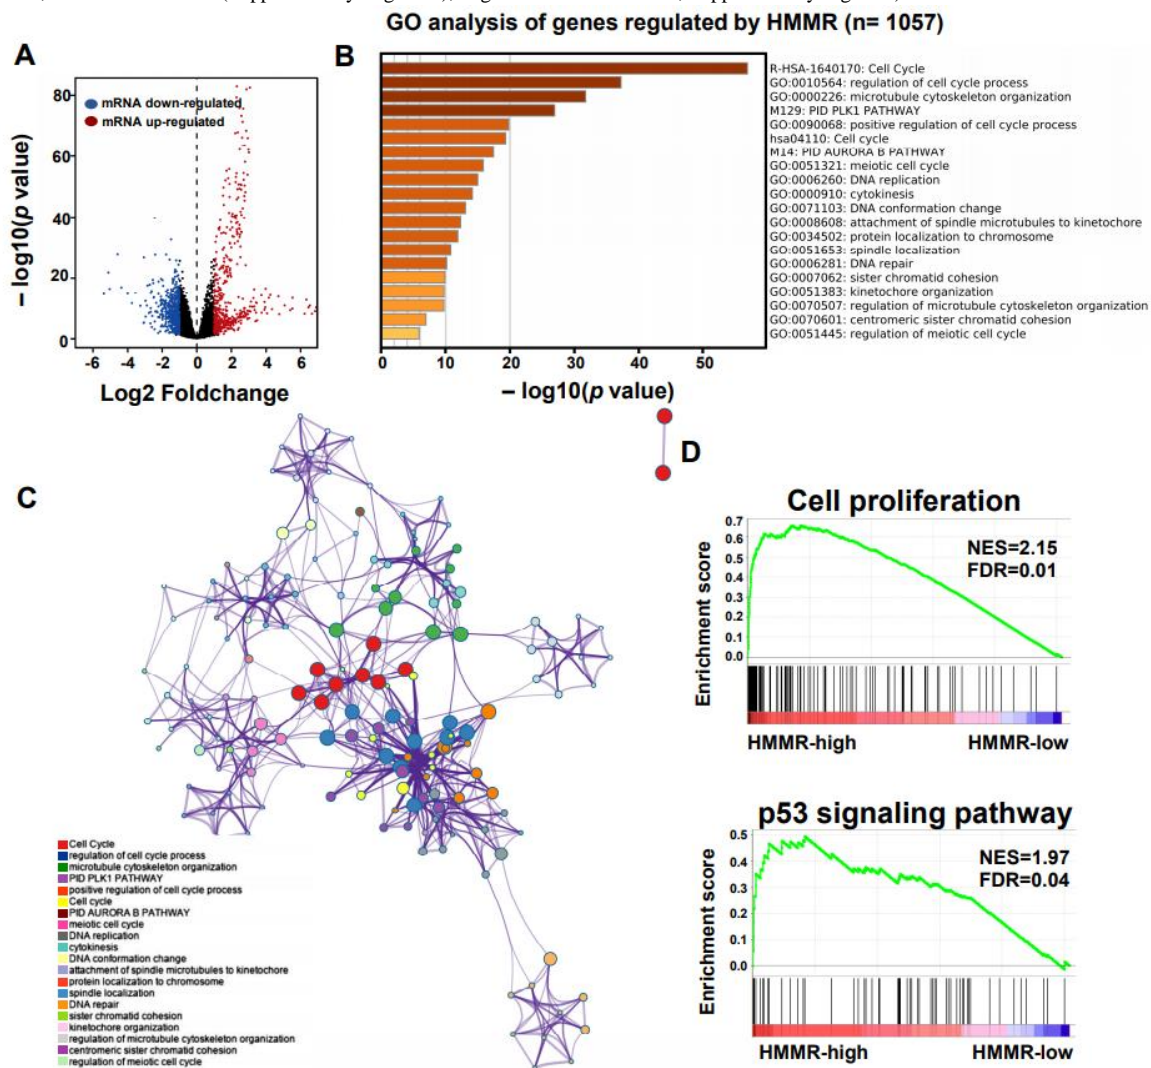 GO analysis of genes regulated by HMMR (n= 1057)
A
B
mRNA down-regulated
mRNA up-regulated
80
60
40
20
0
– log10(p value)
-6 -4 -2 0 2 4 6
Log2 Foldchange
R-HSA-1640170: Cell Cycle
GO:0010564: regulation of cell cycle process
GO:0000226: microtubule cytoskeleton organization
M129: PID PLK1 PATHWAY
GO:0090068: positive regulation of cell cycle process
hsa04110: Cell cycle
M14: PID AURORA B PATHWAY
GO:0051321: meiotic cell cycle
GO:0006260: DNA replication
GO:0000910: cytokinesis
GO:0071103: DNA conformation change
GO:0008608: attachment of spindle microtubules to kinetochore
GO:0034502: protein localization to chromosome
GO:0051653: spindle localization
GO:0006281: DNA repair
GO:0007062: sister chromatid cohesion
GO:0051383: kinetochore organization
GO:0070507: regulation of microtubule cytoskeleton organization
GO:0070601: centromeric sister chromatid cohesion
GO:0051445: regulation of meiotic cell cycle
0 10 20 30 40 50
– log10(p value)
C
Cell Cycle
regulation of cell cycle process
microtubule cytoskeleton organization
PID PLK1 PATHWAY
positive regulation of cell cycle process
Cell cycle
PID AURORA B PATHWAY
meiotic cell cycle
DNA replication
cytokinesis
DNA conformation change
attachment of spindle microtubules to kinetochore
protein localization to chromosome
spindle localization
DNA repair
sister chromatid cohesion
kinetochore organization
regulation of microtubule cytoskeleton organization
centromeric sister chromatid cohesion
regulation of meiotic cell cycle
D
Cell proliferation
Enrichment score
0.7
0.6
0.5
0.4
0.3
0.2
0.1
0.0
NES=2.15
FDR=0.01
HMMR-high HMMR-low
p53 signaling pathway
Enrichment score
0.5
0.4
0.3
0.2
0.1
0.0
NES=1.97
FDR=0.04
HMMR-high HMMR-low